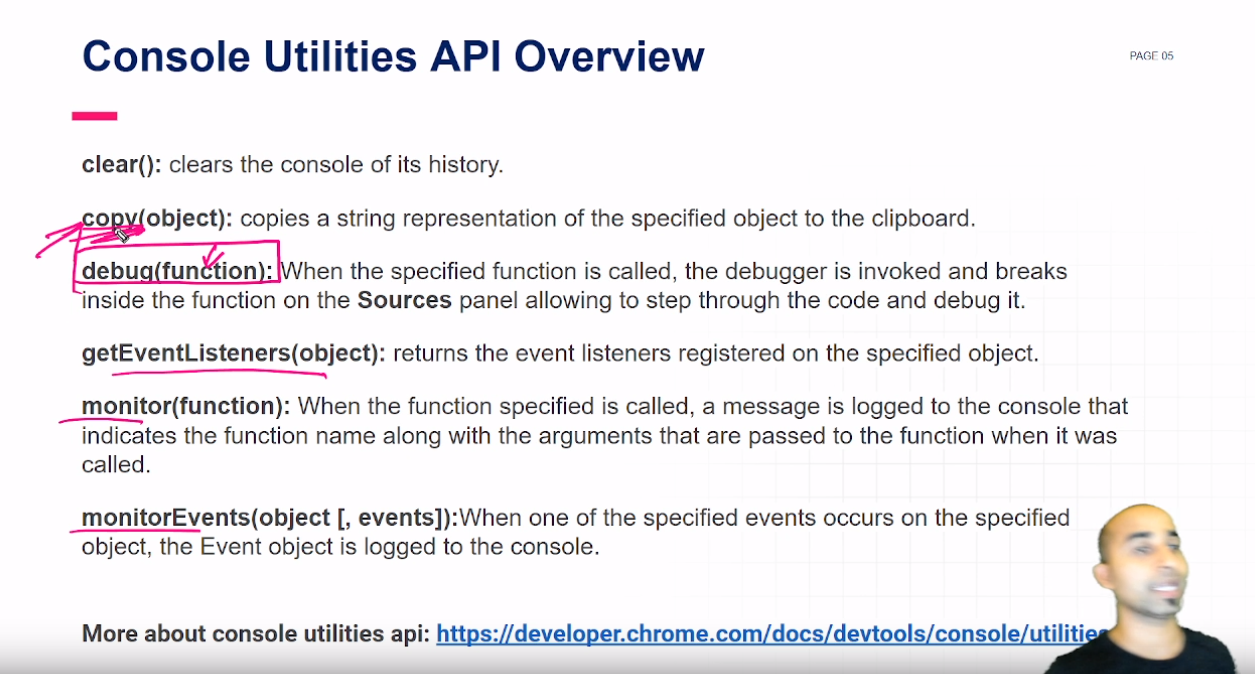 Console Utilities API Overview
PAGE 05
clear(): clears the console of its history.
copy(object): copies a string representation of the specified object to the clipboard.
debug(function): When the specified function is called, the debugger is invoked and breaks
inside the function on the Sources panel allowing to step through the code and debug it.
getEventListeners(object): returns the event listeners registered on the specified object.
monitor(function): When the function specified is called, a message is logged to the console that
indicates the function name along with the arguments that are passed to the function when it was
called.
monitorEvents(object [, events]):When one of the specified events occurs on the specified
object, the Event object is logged to the console.
More about console utilities api: https://developer.chrome.com/docs/devtools/console/utilitie